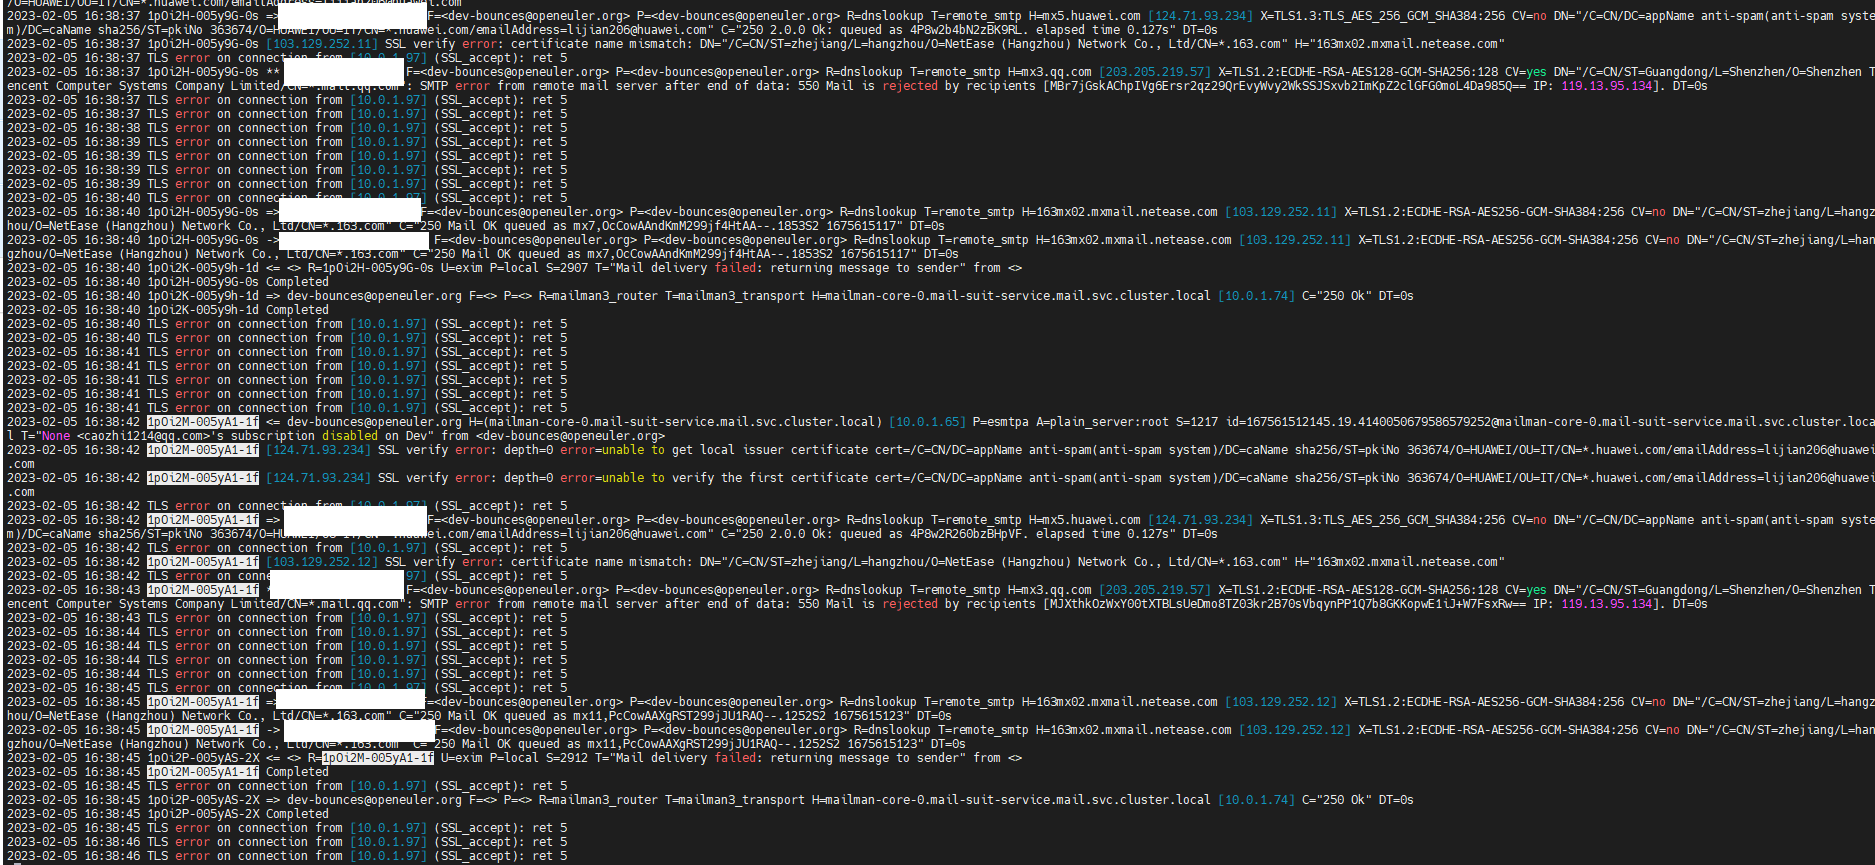 /O=HUAWEI/OU=IT/CN=*.huawei.com/emailAddress=lijian206@huawei.com
2023-02-05 16:38:37 1pOi2H-005y9G-0s => F=<dev-bounces@openeuler.org> P=<dev-bounces@openeuler.org> R=dnslookup T=remote_smtp H=mx5.huawei.com [124.71.93.234] X=TLS1.3:TLS_AES_256_GCM_SHA384:256 CV=no DN="/C=CN/DC=appName anti-spam(anti-spam syste
m)/DC=caName sha256/ST=pkiNo 363674/O=HUAWEI/OU=IT/CN=*.huawei.com/emailAddress=lijian206@huawei.com" C="250 2.0.0 Ok: queued as 4P8w2b4bN2zBK9RL. elapsed time 0.127s" DT=0s
2023-02-05 16:38:37 1pOi2H-005y9G-0s [103.129.252.11] SSL verify error: certificate name mismatch: DN="/C=CN/ST=zhejiang/L=hangzhou/O=NetEase (Hangzhou) Network Co., Ltd/CN=*.163.com" H="163mx02.mxmail.netease.com"
2023-02-05 16:38:37 TLS error on connection from [10.0.1.97] (SSL_accept): ret 5
2023-02-05 16:38:37 1pOi2H-005y9G-0s ** F=<dev-bounces@openeuler.org> P=<dev-bounces@openeuler.org> R=dnslookup T=remote_smtp H=mx3.qq.com [203.205.219.57] X=TLS1.2:ECDHE-RSA-AES128-GCM-SHA256:128 CV=yes DN="/C=CN/ST=Guangdong/L=Shenzhen/O=Shenzhen T
encent Computer Systems Company Limited/CN=*.mail.qq.com": SMTP error from remote mail server after end of data: 550 Mail is rejected by recipients [MBr7jGskAChpIVg6Ersr2qz29QrEvyWvy2WkSSJSxvb2ImKpZ2clGFG0moL4Da985Q== IP: 119.13.95.134]. DT=0s
2023-02-05 16:38:37 TLS error on connection from [10.0.1.97] (SSL_accept): ret 5
2023-02-05 16:38:37 TLS error on connection from [10.0.1.97] (SSL_accept): ret 5
2023-02-05 16:38:38 TLS error on connection from [10.0.1.97] (SSL_accept): ret 5
2023-02-05 16:38:39 TLS error on connection from [10.0.1.97] (SSL_accept): ret 5
2023-02-05 16:38:39 TLS error on connection from [10.0.1.97] (SSL_accept): ret 5
2023-02-05 16:38:39 TLS error on connection from [10.0.1.97] (SSL_accept): ret 5
2023-02-05 16:38:39 TLS error on connection from [10.0.1.97] (SSL_accept): ret 5
2023-02-05 16:38:40 TLS error on connection from [10.0.1.97] (SSL_accept): ret 5
2023-02-05 16:38:40 1pOi2H-005y9G-0s => F=<dev-bounces@openeuler.org> P=<dev-bounces@openeuler.org> R=dnslookup T=remote_smtp H=163mx02.mxmail.netease.com [103.129.252.11] X=TLS1.2:ECDHE-RSA-AES256-GCM-SHA384:256 CV=no DN="/C=CN/ST=zhejiang/L=hangz
hou/O=NetEase (Hangzhou) Network Co., Ltd/CN=*.163.com" C="250 Mail OK queued as mx7,OcCowAAndKmM299jf4HtAA--.1853S2 1675615117" DT=0s
2023-02-05 16:38:40 1pOi2H-005y9G-0s -> F=<dev-bounces@openeuler.org> P=<dev-bounces@openeuler.org> R=dnslookup T=remote_smtp H=163mx02.mxmail.netease.com [103.129.252.11] X=TLS1.2:ECDHE-RSA-AES256-GCM-SHA384:256 CV=no DN="/C=CN/ST=zhejiang/L=han
gzhou/O=NetEase (Hangzhou) Network Co., Ltd/CN=*.163.com" C="250 Mail OK queued as mx7,OcCowAAndKmM299jf4HtAA--.1853S2 1675615117" DT=0s
2023-02-05 16:38:40 1pOi2K-005y9h-1d <= <> R=1pOi2H-005y9G-0s U=exim P=local S=2907 T="Mail delivery failed: returning message to sender" from <>
2023-02-05 16:38:40 1pOi2H-005y9G-0s Completed
2023-02-05 16:38:40 1pOi2K-005y9h-1d => dev-bounces@openeuler.org F=<> P=<> R=mailman3_router T=mailman3_transport H=mailman-core-0.mail-suit-service.mail.svc.cluster.local [10.0.1.74] C="250 Ok" DT=0s
2023-02-05 16:38:40 1pOi2K-005y9h-1d Completed
2023-02-05 16:38:40 TLS error on connection from [10.0.1.97] (SSL_accept): ret 5
2023-02-05 16:38:40 TLS error on connection from [10.0.1.97] (SSL_accept): ret 5
2023-02-05 16:38:41 TLS error on connection from [10.0.1.97] (SSL_accept): ret 5
2023-02-05 16:38:41 TLS error on connection from [10.0.1.97] (SSL_accept): ret 5
2023-02-05 16:38:41 TLS error on connection from [10.0.1.97] (SSL_accept): ret 5
2023-02-05 16:38:41 TLS error on connection from [10.0.1.97] (SSL_accept): ret 5
2023-02-05 16:38:41 TLS error on connection from [10.0.1.97] (SSL_accept): ret 5
2023-02-05 16:38:42 1pOi2M-005yA1-1f <= dev-bounces@openeuler.org H=(mailman-core-0.mail-suit-service.mail.svc.cluster.local) [10.0.1.65] P=esmtpa A=plain_server:root S=1217 id=167561512145.19.4140050679586579252@mailman-core-0.mail-suit-service.mail.svc.cluster.loca
l T="None <caozhi1214@qq.com>'s subscription disabled on Dev" from <dev-bounces@openeuler.org>
2023-02-05 16:38:42 1pOi2M-005yA1-1f [124.71.93.234] SSL verify error: depth=0 error=unable to get local issuer certificate cert=/C=CN/DC=appName anti-spam(anti-spam system)/DC=caName sha256/ST=pkiNo 363674/O=HUAWEI/OU=IT/CN=*.huawei.com/emailAddress=lijian206@huawei
.com
2023-02-05 16:38:42 1pOi2M-005yA1-1f [124.71.93.234] SSL verify error: depth=0 error=unable to verify the first certificate cert=/C=CN/DC=appName anti-spam(anti-spam system)/DC=caName sha256/ST=pkiNo 363674/O=HUAWEI/OU=IT/CN=*.huawei.com/emailAddress=lijian206@huawei
.com
2023-02-05 16:38:42 TLS error on connection from [10.0.1.97] (SSL_accept): ret 5
2023-02-05 16:38:42 1pOi2M-005yA1-1f => F=<dev-bounces@openeuler.org> P=<dev-bounces@openeuler.org> R=dnslookup T=remote_smtp H=mx5.huawei.com [124.71.93.234] X=TLS1.3:TLS_AES_256_GCM_SHA384:256 CV=no DN="/C=CN/DC=appName anti-spam(anti-spam syste
m)/DC=caName sha256/ST=pkiNo 363674/O=HUAWEI/OU=IT/CN=*.huawei.com/emailAddress=lijian206@huawei.com" C="250 2.0.0 Ok: queued as 4P8w2R260bzBHpVF. elapsed time 0.127s" DT=0s
2023-02-05 16:38:42 TLS error on connection from [10.0.1.97] (SSL_accept): ret 5
2023-02-05 16:38:42 1pOi2M-005yA1-1f [103.129.252.12] SSL verify error: certificate name mismatch: DN="/C=CN/ST=zhejiang/L=hangzhou/O=NetEase (Hangzhou) Network Co., Ltd/CN=*.163.com" H="163mx02.mxmail.netease.com"
2023-02-05 16:38:42 TLS error on conne 97] (SSL_accept): ret 5
2023-02-05 16:38:43 1pOi2M-005yA1-1f * F=<dev-bounces@openeuler.org> P=<dev-bounces@openeuler.org> R=dnslookup T=remote_smtp H=mx3.qq.com [203.205.219.57] X=TLS1.2:ECDHE-RSA-AES128-GCM-SHA256:128 CV=yes DN="/C=CN/ST=Guangdong/L=Shenzhen/O=Shenzhen T
encent Computer Systems Company Limited/CN=*.mail.qq.com": SMTP error from remote mail server after end of data: 550 Mail is rejected by recipients [MJXthkOzWxY00tXTBLsUeDmo8TZ03kr2B70sVbqynPP1Q7b8GKKopwE1iJ+W7FsxRw== IP: 119.13.95.134]. DT=0s
2023-02-05 16:38:43 TLS error on connection from [10.0.1.97] (SSL_accept): ret 5
2023-02-05 16:38:44 TLS error on connection from [10.0.1.97] (SSL_accept): ret 5
2023-02-05 16:38:44 TLS error on connection from [10.0.1.97] (SSL_accept): ret 5
2023-02-05 16:38:44 TLS error on connection from [10.0.1.97] (SSL_accept): ret 5
2023-02-05 16:38:44 TLS error on connection from [10.0.1.97] (SSL_accept): ret 5
2023-02-05 16:38:45 TLS error on connection from [10.0.1.97] (SSL_accept): ret 5
2023-02-05 16:38:45 1pOi2M-005yA1-1f => F=<dev-bounces@openeuler.org> P=<dev-bounces@openeuler.org> R=dnslookup T=remote_smtp H=163mx02.mxmail.netease.com [103.129.252.12] X=TLS1.2:ECDHE-RSA-AES256-GCM-SHA384:256 CV=no DN="/C=CN/ST=zhejiang/L=hangz
hou/O=NetEase (Hangzhou) Network Co., Ltd/CN=*.163.com" C="250 Mail OK queued as mx11,PcCowAAXgRST299jJU1RAQ--.1252S2 1675615123" DT=0s
2023-02-05 16:38:45 1pOi2M-005yA1-1f -> F=<dev-bounces@openeuler.org> P=<dev-bounces@openeuler.org> R=dnslookup T=remote_smtp H=163mx02.mxmail.netease.com [103.129.252.12] X=TLS1.2:ECDHE-RSA-AES256-GCM-SHA384:256 CV=no DN="/C=CN/ST=zhejiang/L=han
gzhou/O=NetEase (Hangzhou) Network Co., Ltd/CN=*.163.com" C="250 Mail OK queued as mx11,PcCowAAXgRST299jJU1RAQ--.1252S2 1675615123" DT=0s
2023-02-05 16:38:45 1pOi2P-005yAS-2X <= <> R=1pOi2M-005yA1-1f U=exim P=local S=2912 T="Mail delivery failed: returning message to sender" from <>
2023-02-05 16:38:45 1pOi2M-005yA1-1f Completed
2023-02-05 16:38:45 TLS error on connection from [10.0.1.97] (SSL_accept): ret 5
2023-02-05 16:38:45 1pOi2P-005yAS-2X => dev-bounces@openeuler.org F=<> P=<> R=mailman3_router T=mailman3_transport H=mailman-core-0.mail-suit-service.mail.svc.cluster.local [10.0.1.74] C="250 Ok" DT=0s
2023-02-05 16:38:45 1pOi2P-005yAS-2X Completed
2023-02-05 16:38:45 TLS error on connection from [10.0.1.97] (SSL_accept): ret 5
2023-02-05 16:38:46 TLS error on connection from [10.0.1.97] (SSL_accept): ret 5
2023-02-05 16:38:46 TLS error on connection from [10.0.1.97] (SSL_accept): ret 5